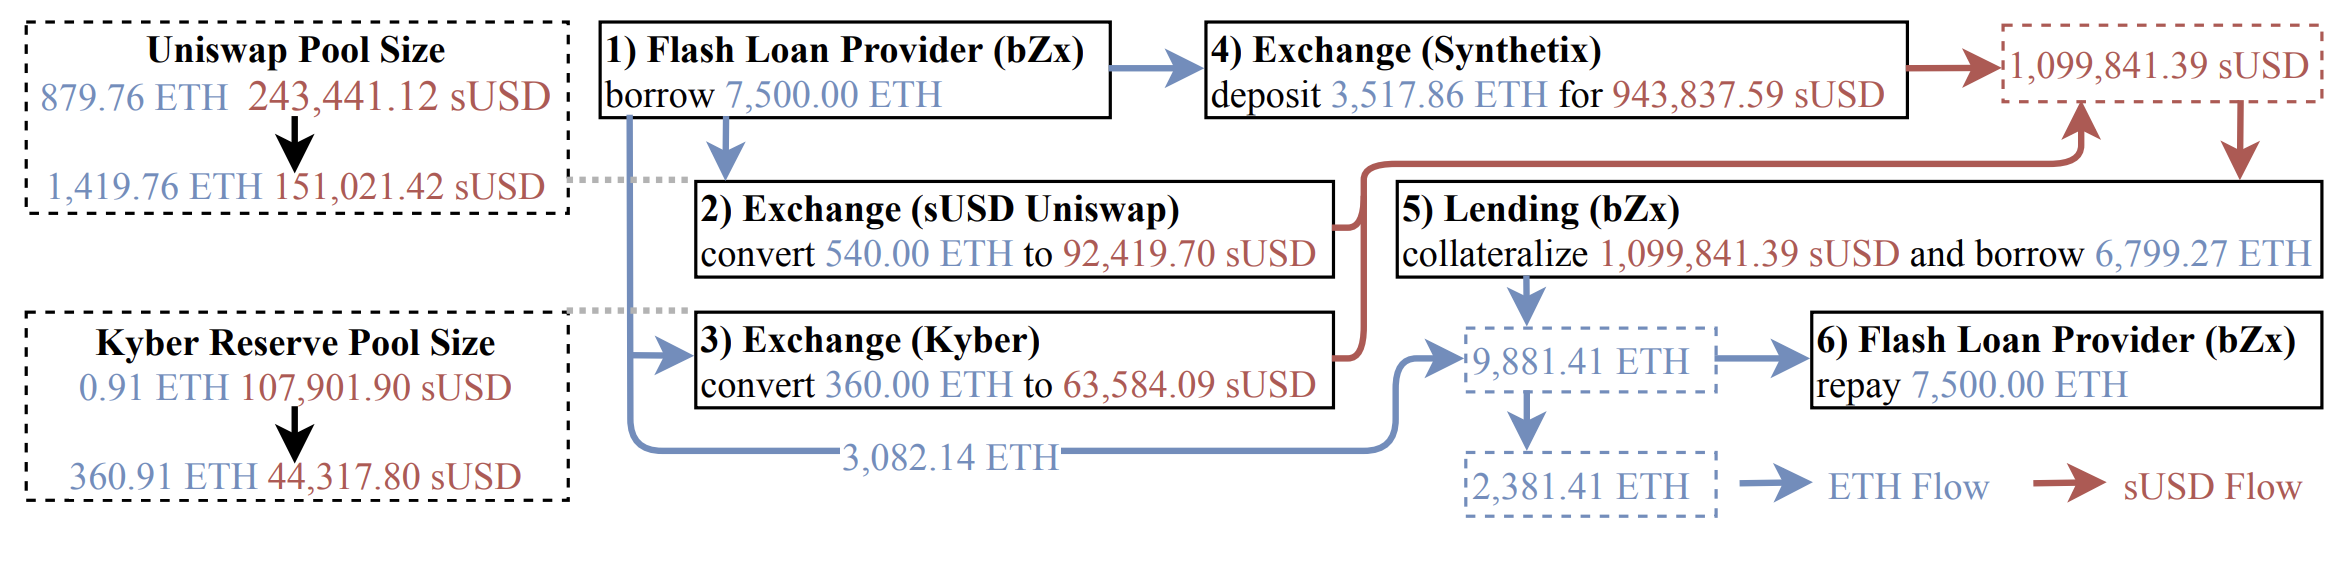 Uniswap Pool Size
879.76 ETH 243,441.12 sUSD
1,419.76 ETH 151,021.42 sUSD
Kyber Reserve Pool Size
0.91 ETH 107,901.90 sUSD
360.91 ETH 44,317.80 sUSD
1) Flash Loan Provider (bZx)
borrow 7,500.00 ETH
2) Exchange (sUSD Uniswap)
convert 540.00 ETH to 92,419.70 sUSD
3) Exchange (Kyber)
convert 360.00 ETH to 63,584.09 sUSD
3,082.14 ETH
4) Exchange (Synthetix)
deposit 3,517.86 ETH for 943,837.59 sUSD
1,099,841.39 sUSD
5) Lending (bZx)
collateralize 1,099,841.39 sUSD and borrow 6,799.27 ETH
9,881.41 ETH
6) Flash Loan Provider (bZx)
repay 7,500.00 ETH
2,381.41 ETH
ETH Flow
sUSD Flow